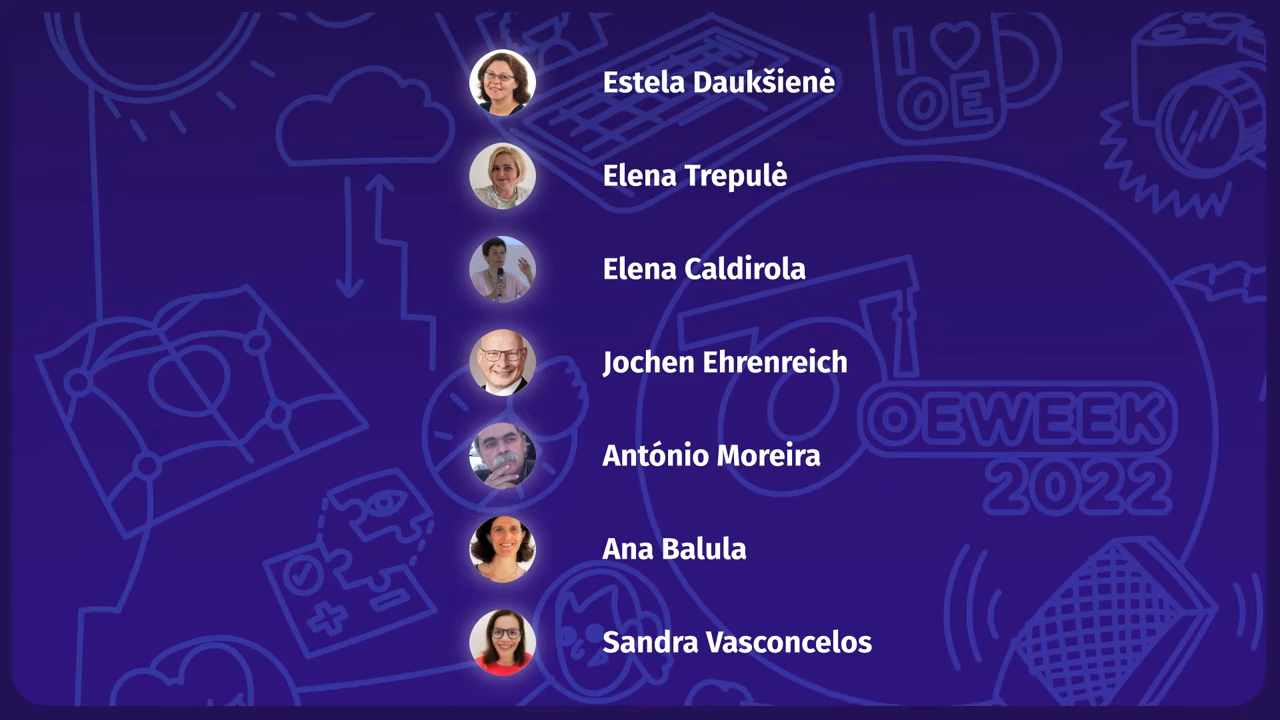 I
OE
Estela Daukšienė
Elena Trepulė
Elena Caldirola
Jochen Ehrenreich
OEWEEK
António Moreira
2022
Ana Balula
Sandra Vasconcelos